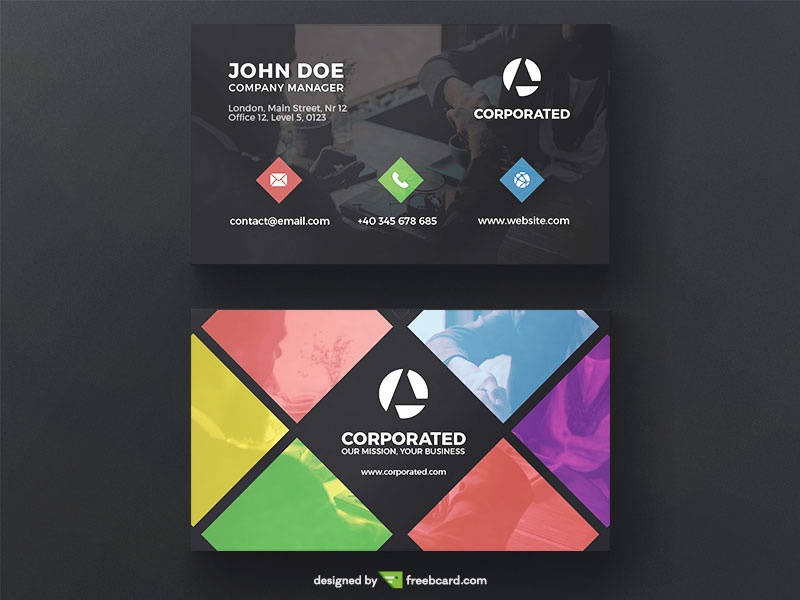 JOHN DOE
COMPANY MANAGER
London, Main Street, Nr 12
Office 12, Level 5, 0123
CORPORATED
contact@email.com
+40 345 678 685
www.website.com
CORPORATED
OUR MISSION, YOUR BUSINESS
www.corporated.com
designed by freebcard.com